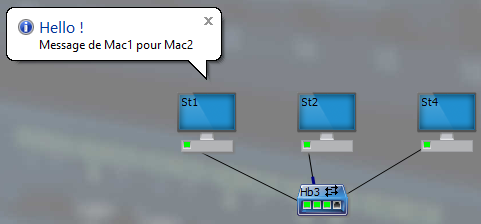 Hello !
Message de Mac1 pour Mac2
St1
St2
St4
Hb3